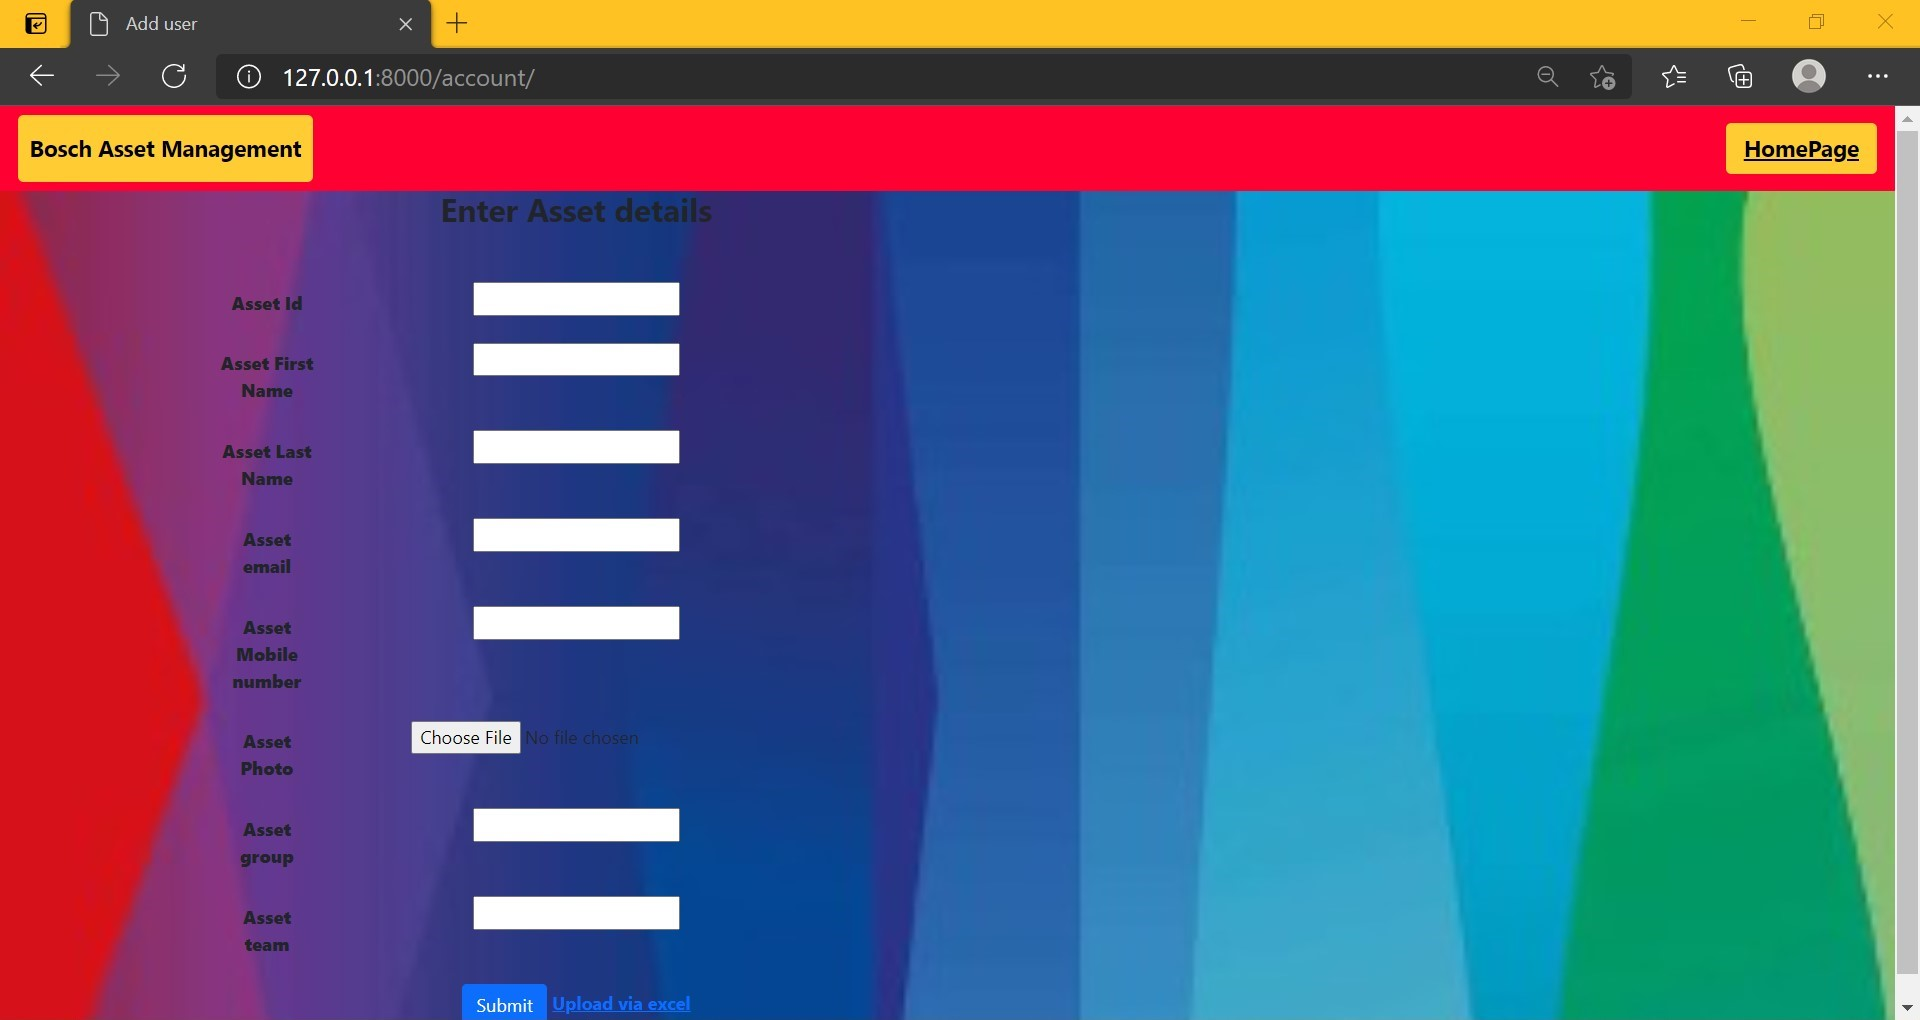 Add user
127.0.0.1:8000/account/
Bosch Asset Management
HomePage
Enter Asset details
Asset Id
Asset First
Name
Asset Last
Name
Asset
email
Asset
Mobile
number
Asset
Photo
Choose File No file chosen
Asset
group
Asset
team
Submit Upload via excel